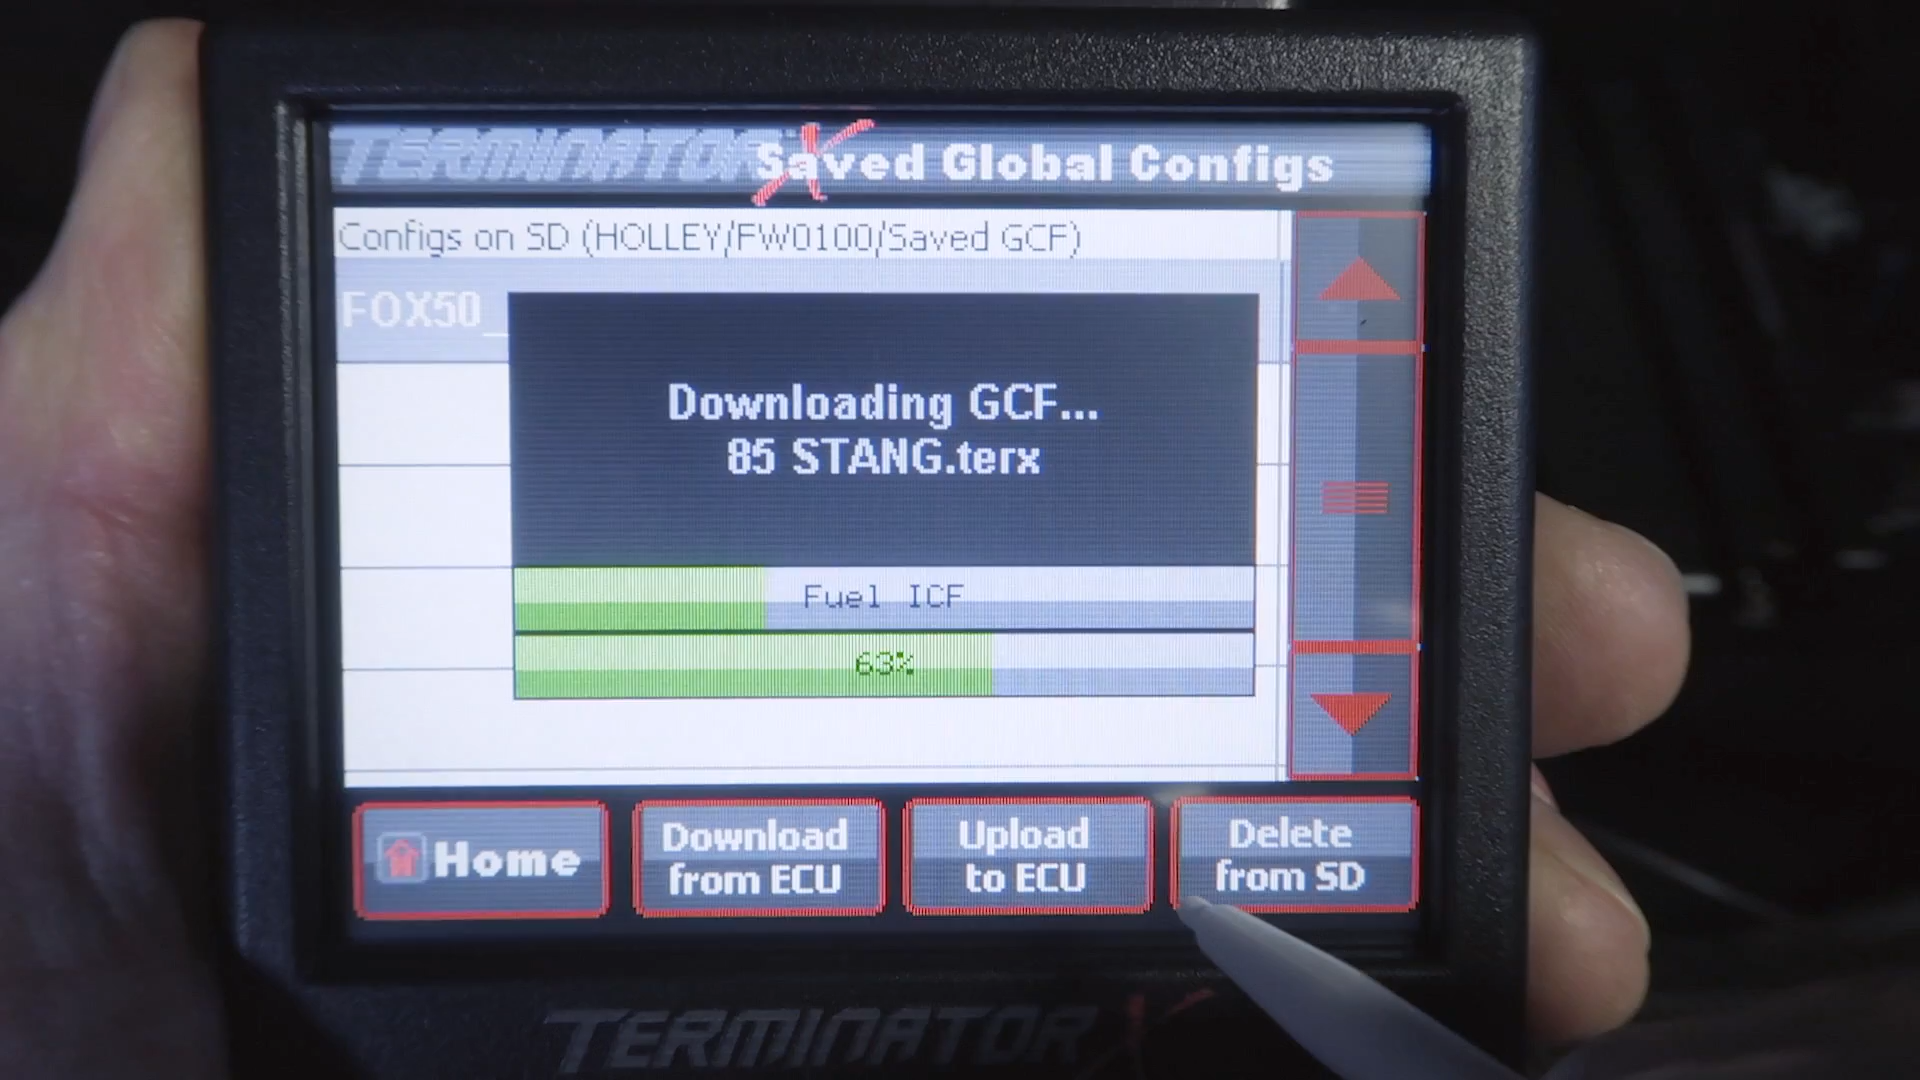 TERMINATOR X
Saved Global Configs
Configs on SD (HOLLEY/FW0100/Saved GCF)
FOX50_
Downloading GCF...
85 STANG.terx
Fuel ICF
63%
Home
Download
from ECU
Upload
to ECU
Delete
from SD
TERMINATOR X